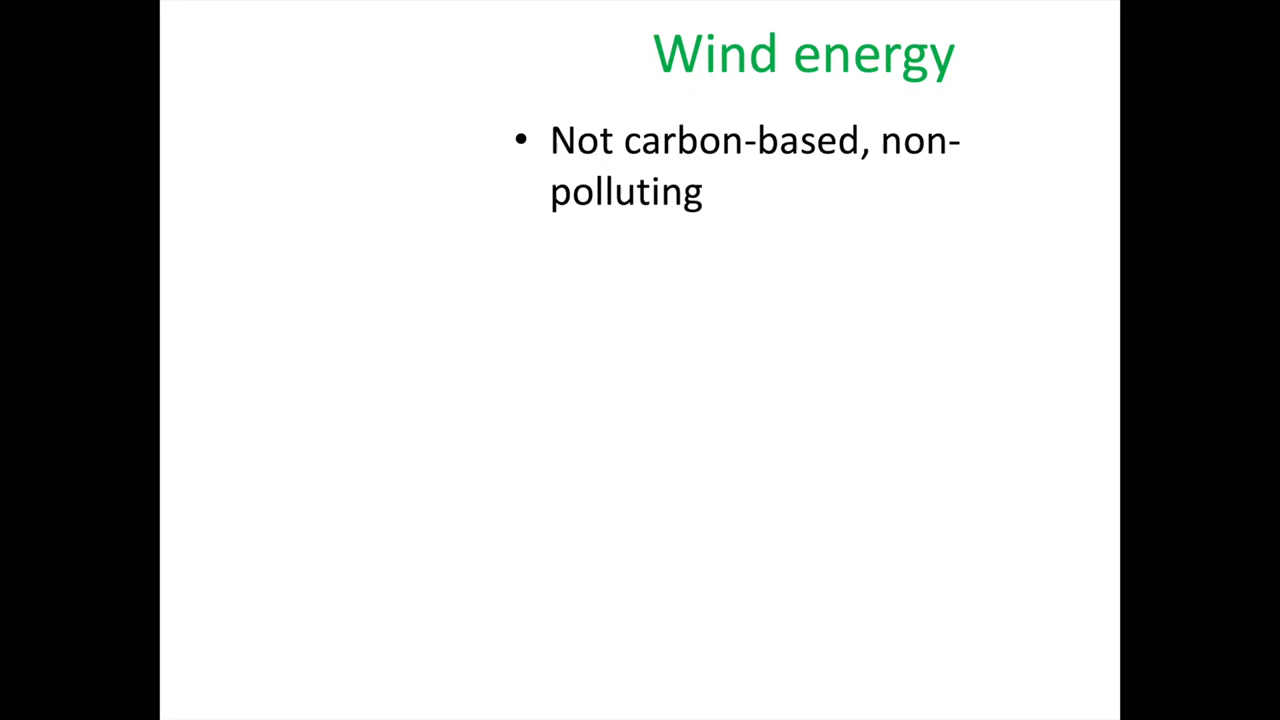 Wind energy
• Not carbon-based, non-
polluting